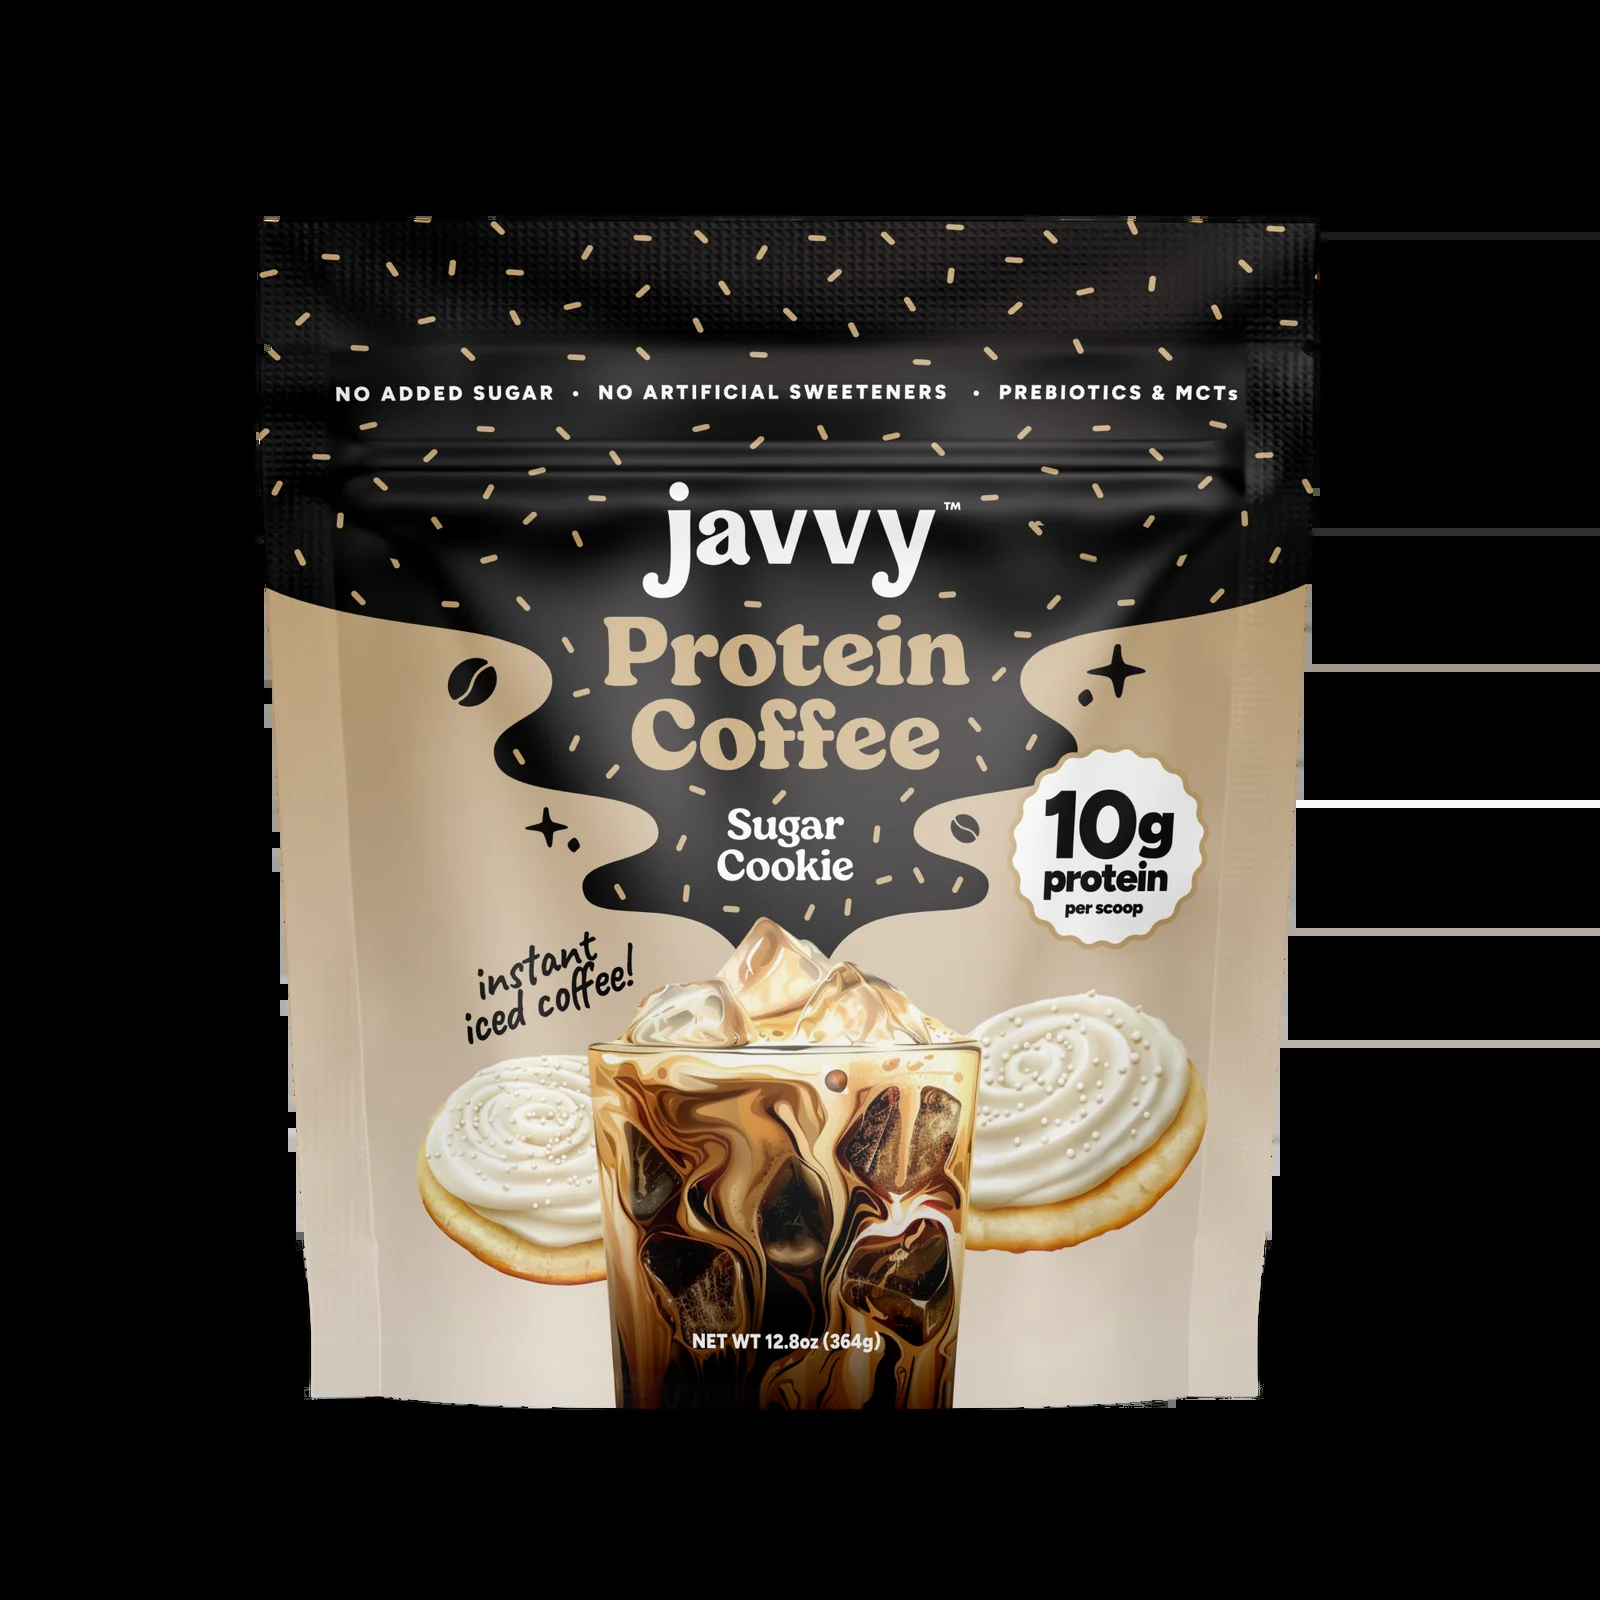 NO ADDED SUGAR • NO ARTIFICIAL SWEETENERS • PREBIOTICS & MCTs
javvy™
Protein
Coffee
Sugar
Cookie
10g
protein
per scoop
instant
iced coffee!
NET WT 12.8oz (364g)